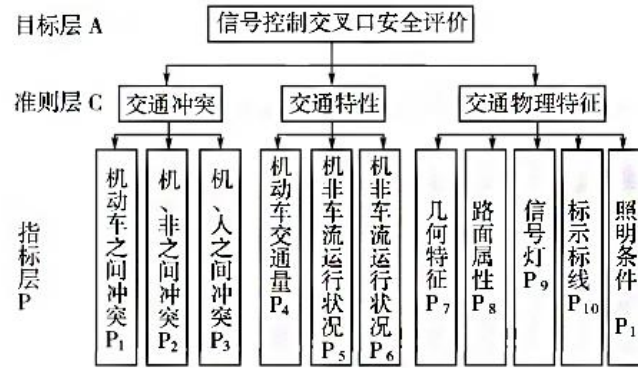 目标层 A
信号控制交叉口安全评价
准则层 C
交通冲突
交通特性
交通物理特征
指标层 P
机动车之间冲突 P₁
机、非之间冲突 P₂
机、人之间冲突 P₃
机动车交通量 P₄
机非车流运行状况 P₅
机非车流运行状况 P₆
几何特征 P₇
路面属性 P₈
信号灯 P₉
标示标线 P₁₀
照明条件 P₁